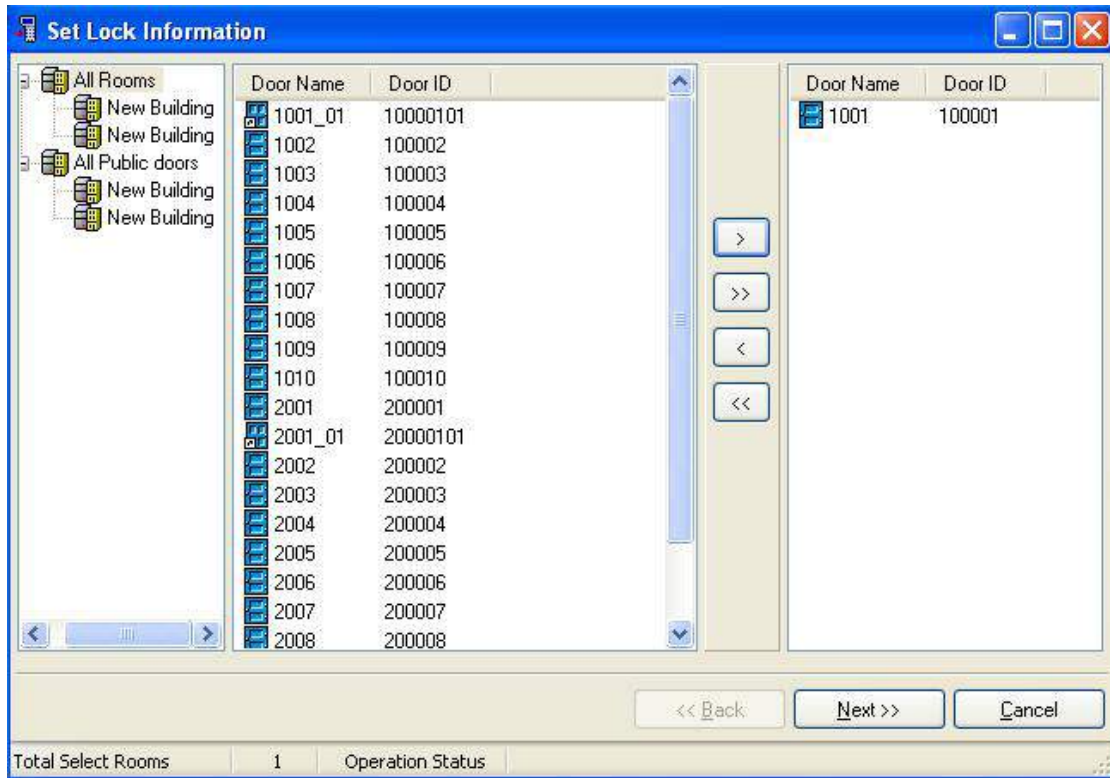 Set Lock Information
All Rooms
New Building
New Building
All Public doors
New Building
New Building
Door Name Door ID
1001_01 10000101
1002 100002
1003 100003
1004 100004
1005 100005
1006 100006
1007 100007
1008 100008
1009 100009
1010 100010
2001 200001
2001_01 20000101
2002 200002
2003 200003
2004 200004
2005 200005
2006 200006
2007 200007
2008 200008
>
>>
<
<<
Door Name Door ID
1001 100001
<< Back Next >> Cancel
Total Select Rooms 1 Operation Status